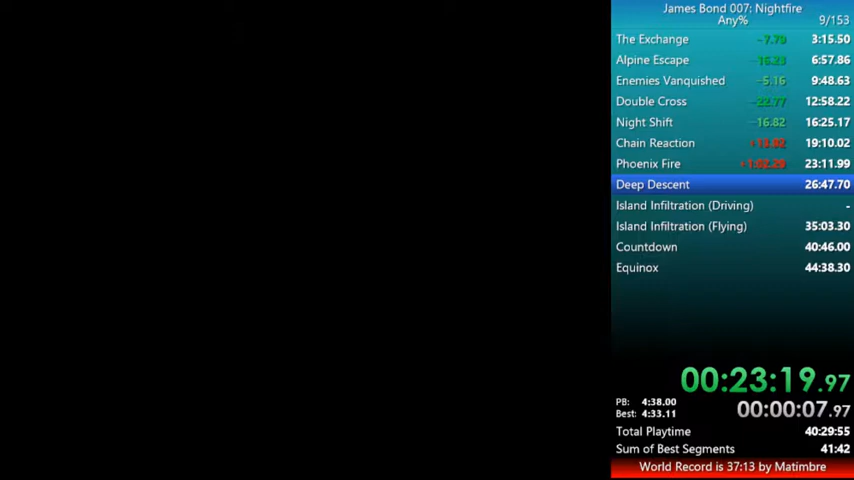 James Bond 007: Nightfire
Any% 9/153
The Exchange -7.70 3:15.50
Alpine Escape -16.23 6:57.86
Enemies Vanquished -5.16 9:48.63
Double Cross -22.77 12:58.22
Night Shift -16.82 16:25.17
Chain Reaction +13.82 19:10.02
Phoenix Fire +1:02.20 23:11.99
Deep Descent 26:47.70
Island Infiltration (Driving) -
Island Infiltration (Flying) 35:03.30
Countdown 40:46.00
Equinox 44:38.30
00:23:19.97
PB: 4:38.00
Best: 4:33.11
00:00:07.97
Total Playtime 40:29:55
Sum of Best Segments 41:42
World Record is 37:13 by Matimbre